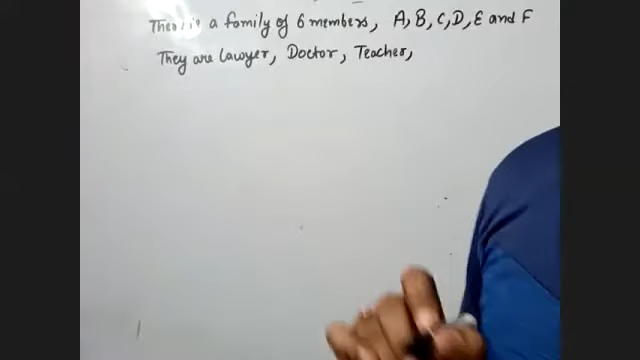 There is a family of 6 members, A, B, C, D, E and F
They are Lawyer, Doctor, Teacher,